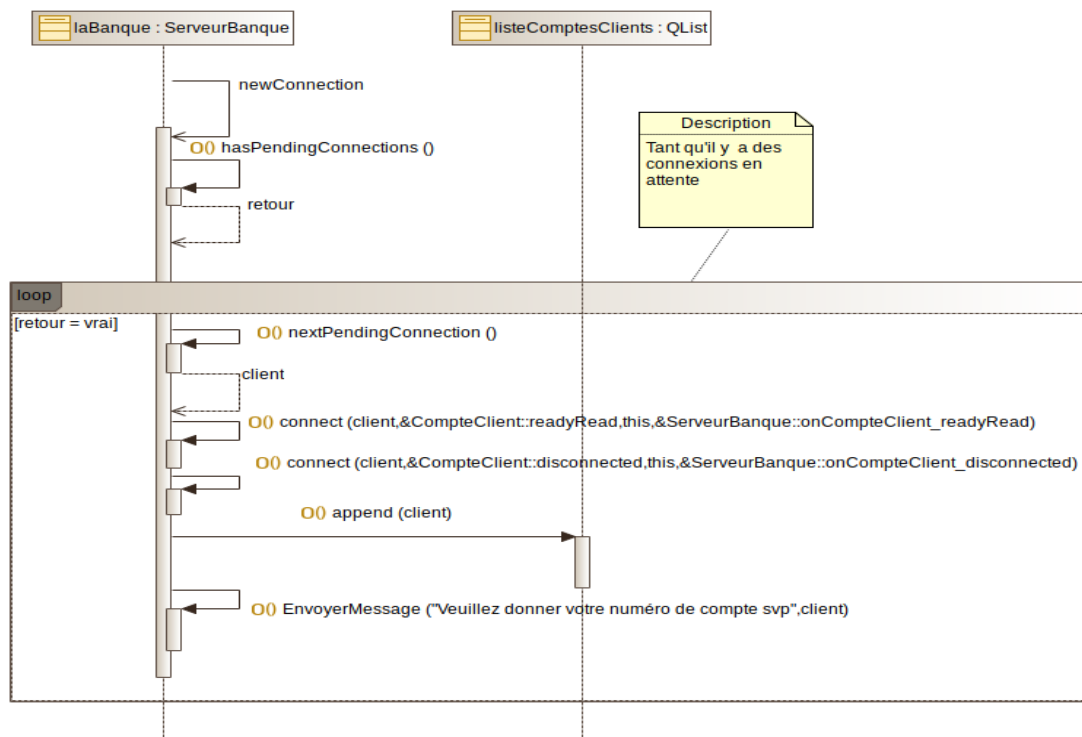 laBanque : ServeurBanque
listeComptesClients : QList
newConnection
O() hasPendingConnections ()
retour
Description
Tant qu'il y a des
connexions en
attente
loop
[retour = vrai]
O() nextPendingConnection ()
client
O() connect (client,&CompteClient::readyRead,this,&ServeurBanque::onCompteClient_readyRead)
O() connect (client,&CompteClient::disconnected,this,&ServeurBanque::onCompteClient_disconnected)
O() append (client)
O() EnvoyerMessage ("Veuillez donner votre numéro de compte svp",client)